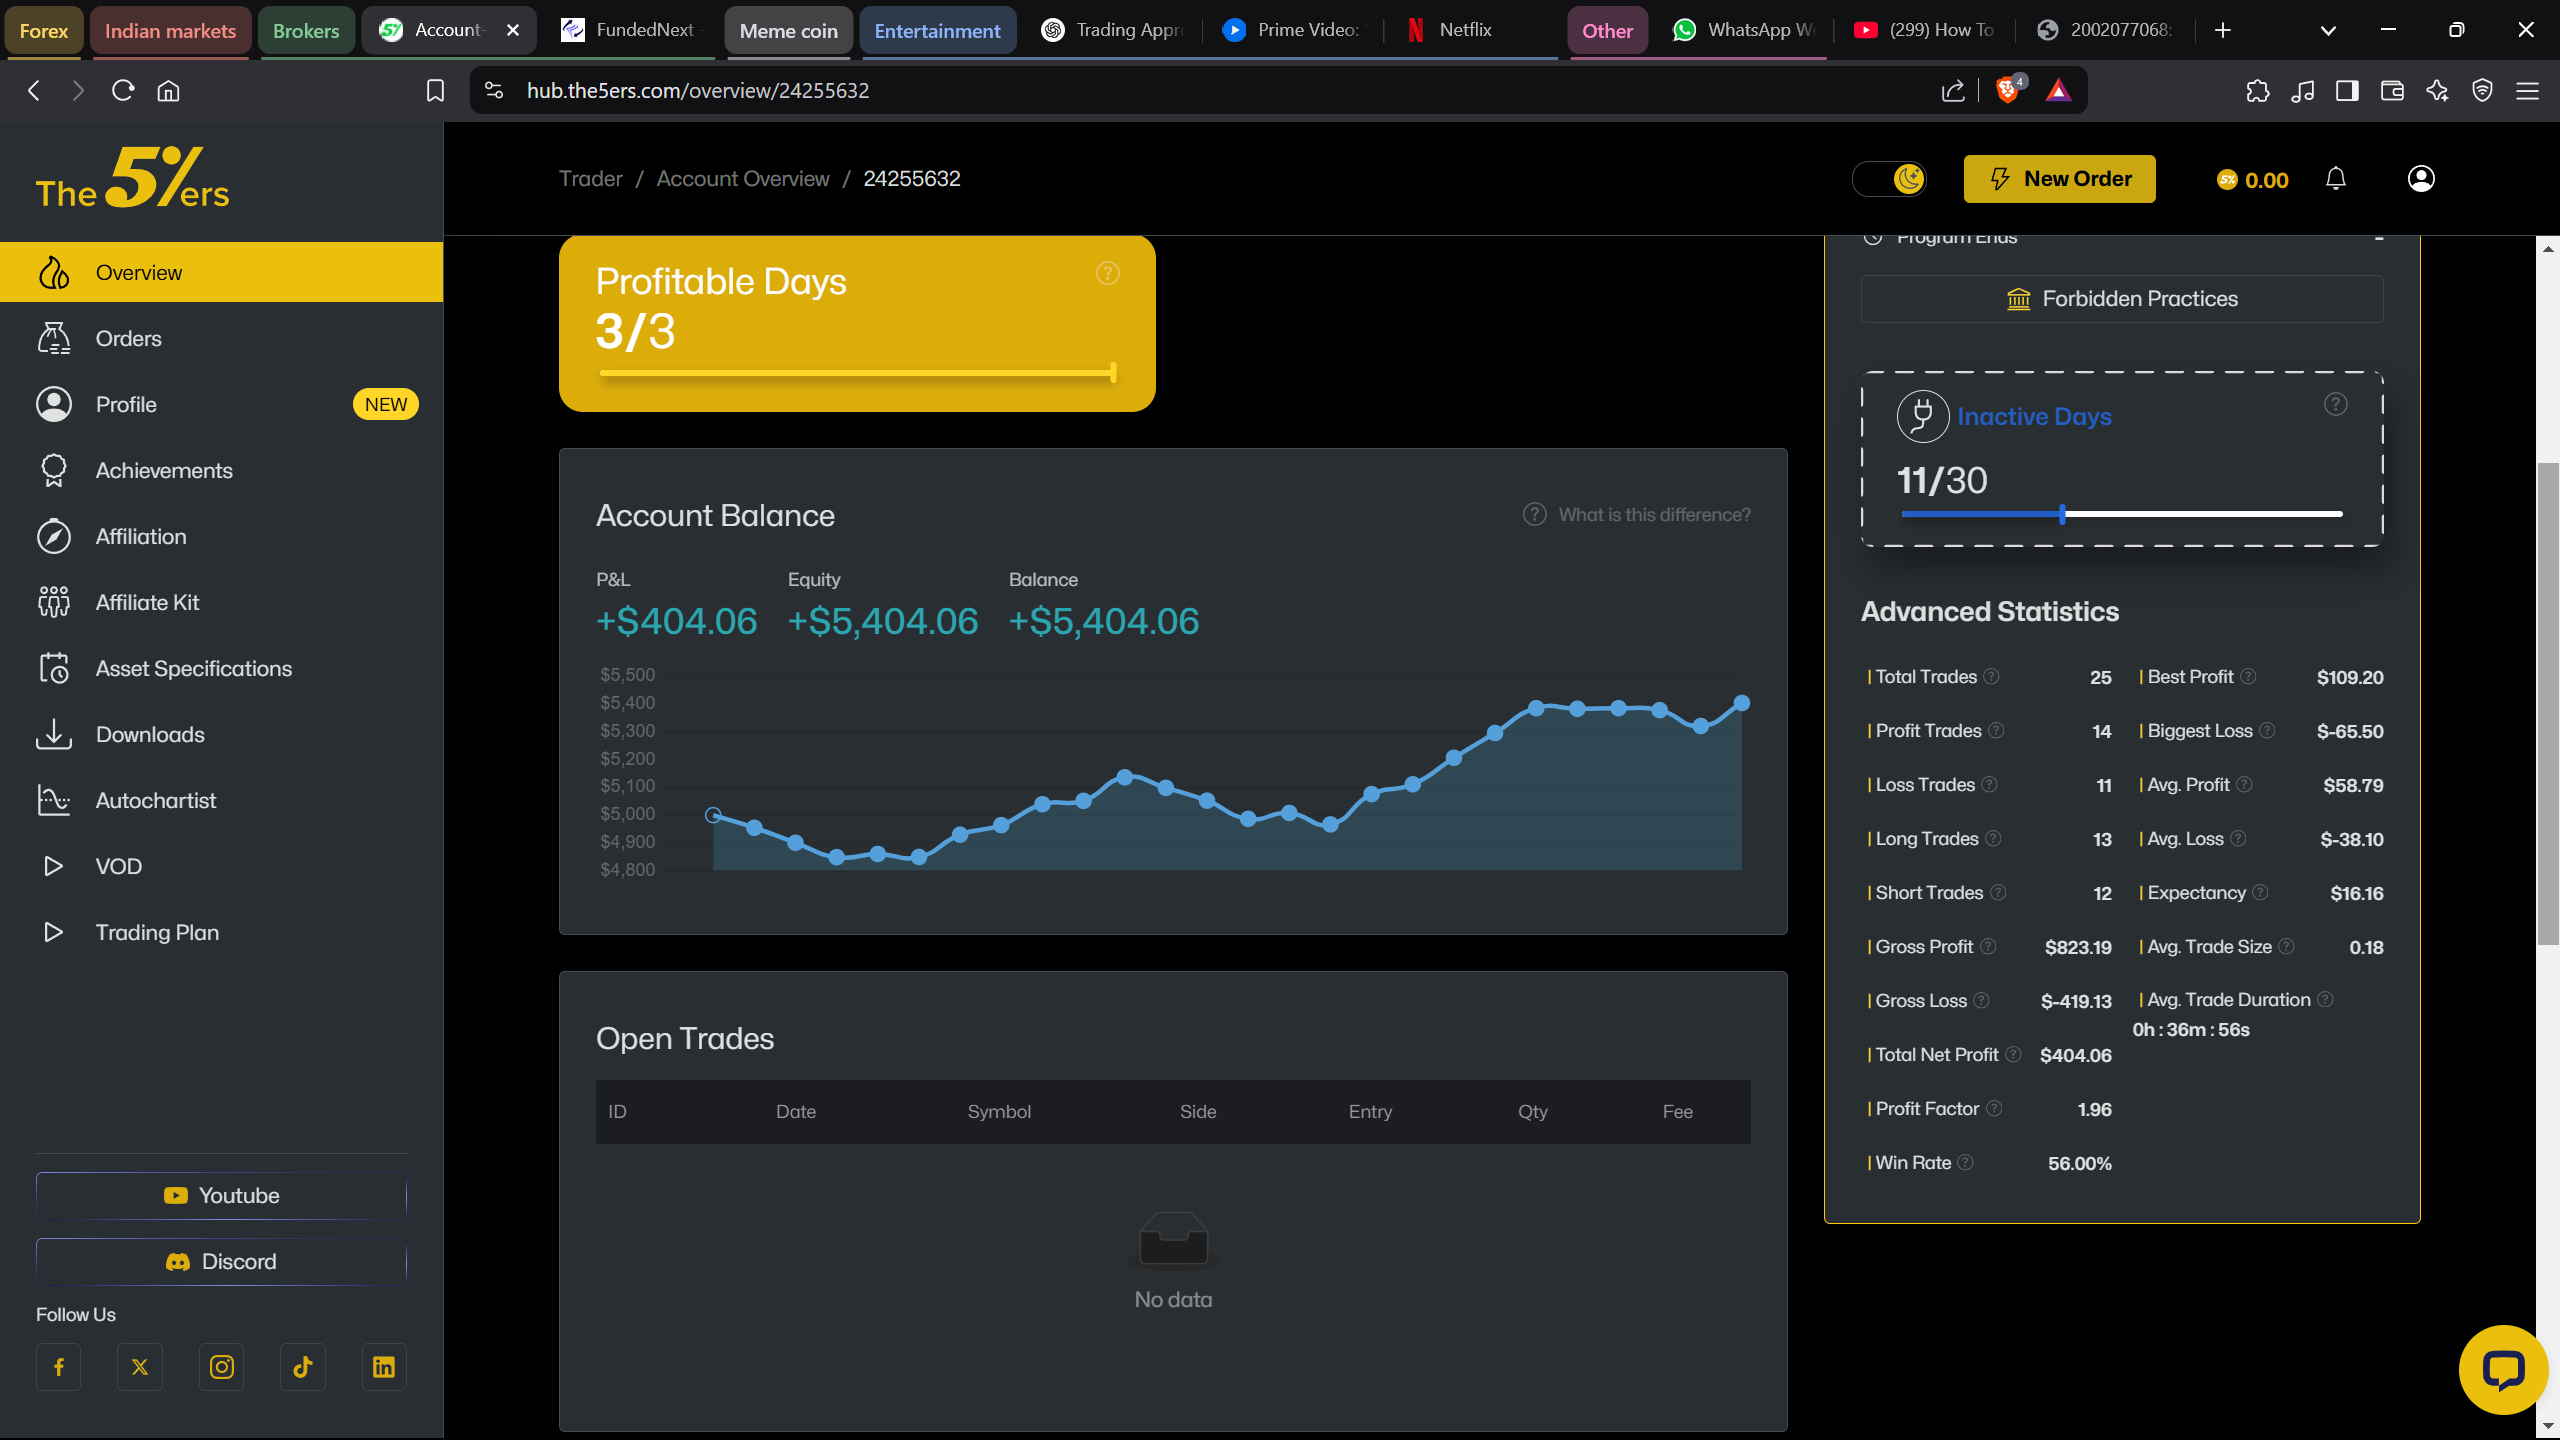 Forex
Indian markets
Brokers
Account-
FundedNext -
Meme coin
Entertainment
Trading Appr
Prime Video:
Netflix
Other
WhatsApp We
(299) How To
2002077068:
hub.the5ers.com/overview/24255632
4
The 5%ers
Trader / Account Overview / 24255632
New Order
5% 0.00
Overview
Orders
Profile NEW
Achievements
Affiliation
Affiliate Kit
Asset Specifications
Downloads
Autochartist
VOD
Trading Plan
Youtube
Discord
Follow Us
Profitable Days
3/3
Account Balance
What is this difference?
P&L Equity Balance
+$404.06 +$5,404.06 +$5,404.06
$5,500
$5,400
$5,300
$5,200
$5,100
$5,000
$4,900
$4,800
Open Trades
ID Date Symbol Side Entry Qty Fee
No data
Program Ends -
Forbidden Practices
Inactive Days
11/30
Advanced Statistics
Total Trades 25 Best Profit $109.20
Profit Trades 14 Biggest Loss $-65.50
Loss Trades 11 Avg. Profit $58.79
Long Trades 13 Avg. Loss $-38.10
Short Trades 12 Expectancy $16.16
Gross Profit $823.19 Avg. Trade Size 0.18
Gross Loss $-419.13 Avg. Trade Duration
0h : 36m : 56s
Total Net Profit $404.06
Profit Factor 1.96
Win Rate 56.00%